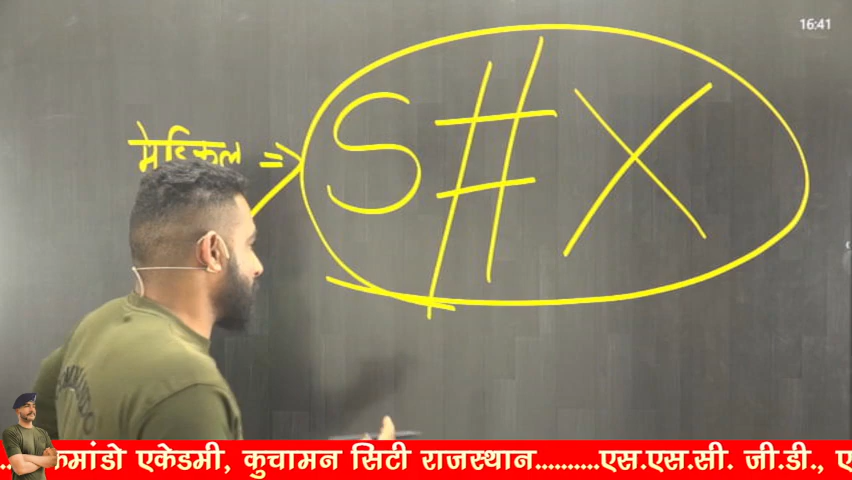 16:41
मेडिकल => S#X
...कमांडो एकेडमी, कुचामन सिटी राजस्थान..........एस.एस.सी. जी.डी., ए